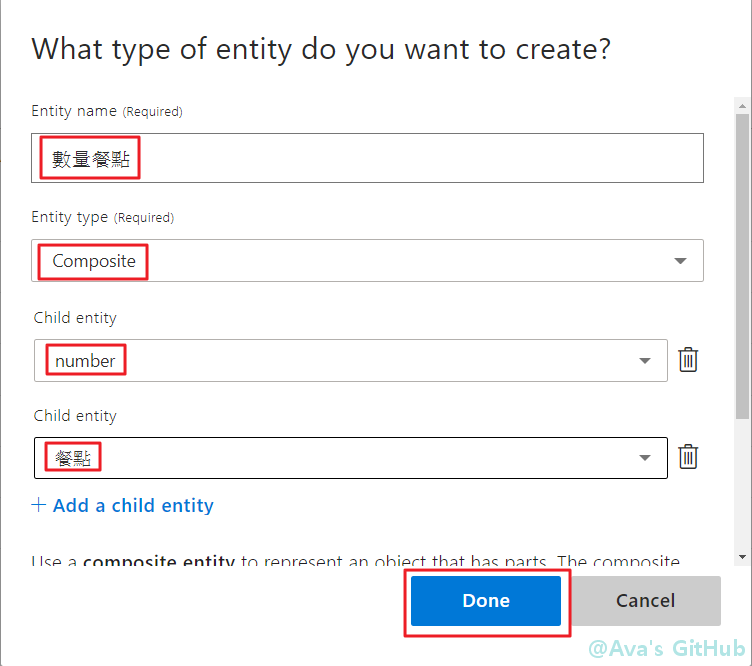 What type of entity do you want to create?
Entity name (Required)
數量餐點
Entity type (Required)
Composite
Child entity
number
Child entity
餐點
+ Add a child entity
Use a composite entity to represent an object that has parts. The composite
Done Cancel
@Ava's GitHub